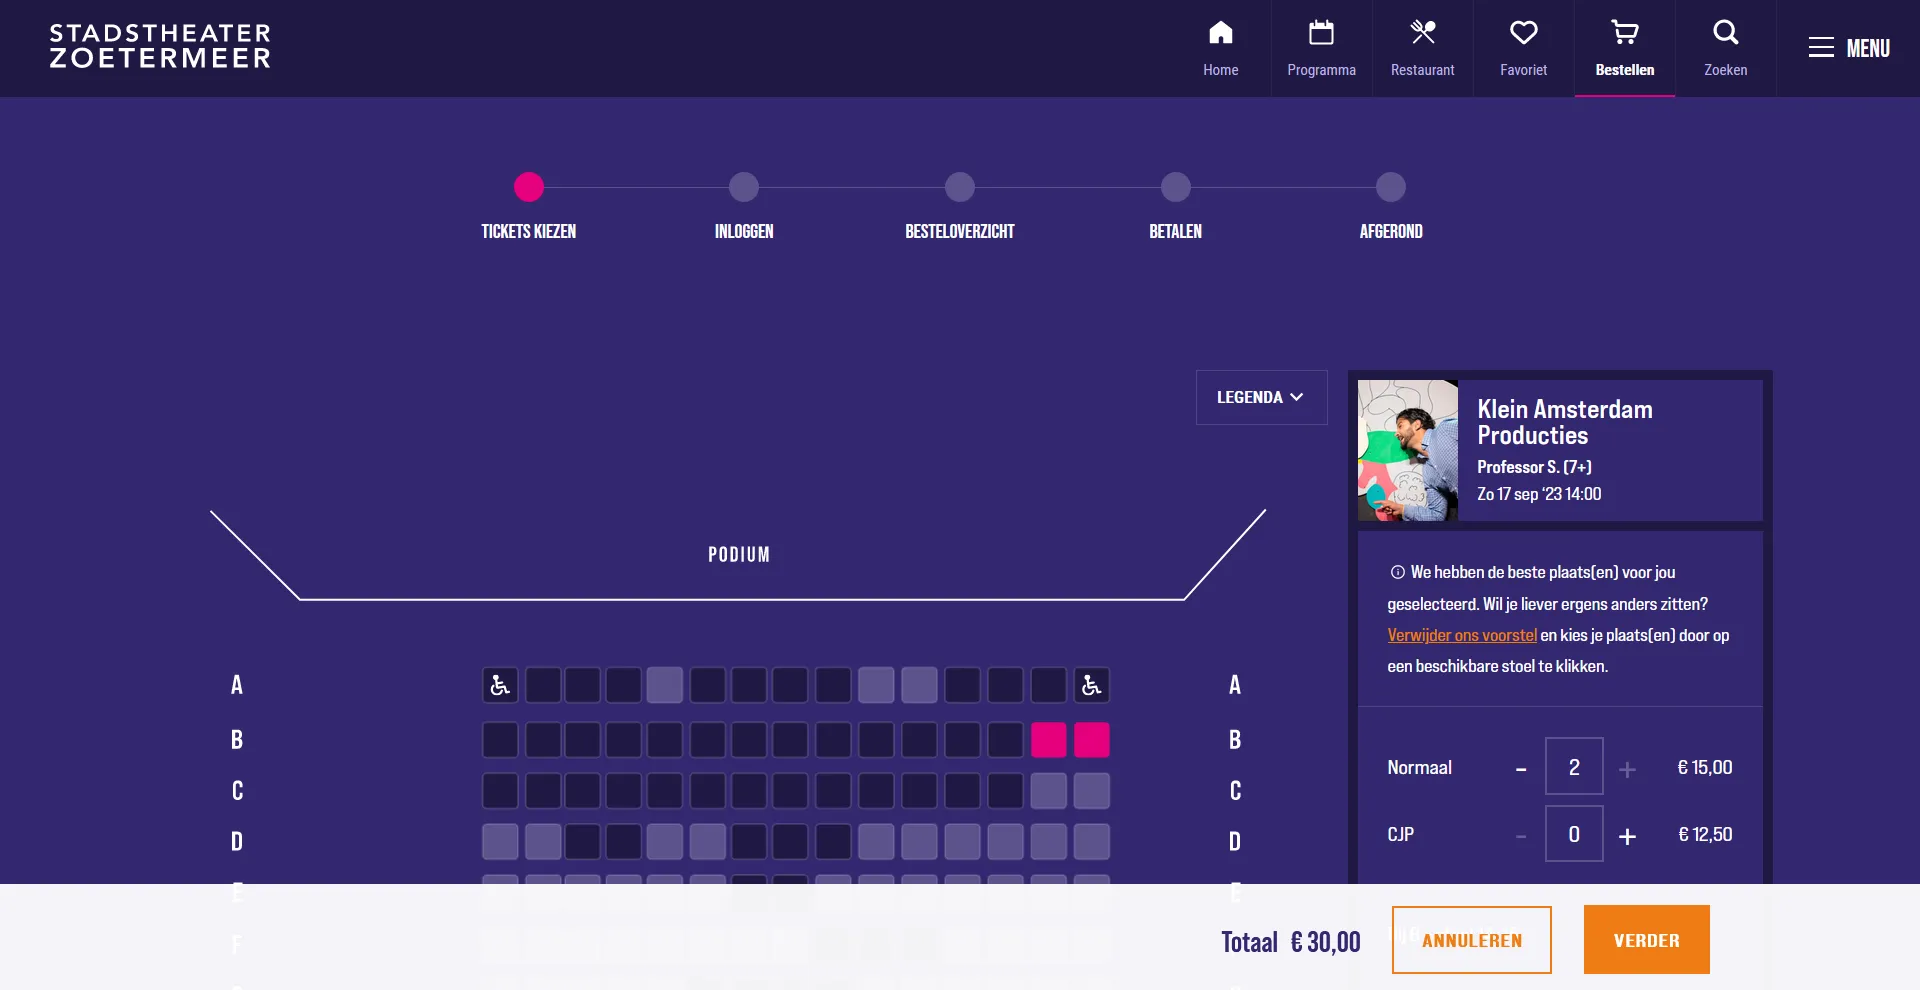 STADSTHEATER
ZOETERMEER
Home
Programma
Restaurant
Favoriet
Bestellen
Zoeken
MENU
TICKETS KIEZEN
INLOGGEN
BESTELOVERZICHT
BETALEN
AFGEROND
LEGENDA
Klein Amsterdam
Producties
Professor S. (7+)
Zo 17 sep ‘23 14:00
PODIUM
We hebben de beste plaats(en) voor jou
geselecteerd. Wil je liever ergens anders zitten?
Verwijder ons voorstel en kies je plaats(en) door op
een beschikbare stoel te klikken.
A A
B B
C C
D D
E E
F
Normaal - 2 + € 15,00
CJP - 0 + € 12,50
Totaal € 30,00
ANNULEREN
VERDER